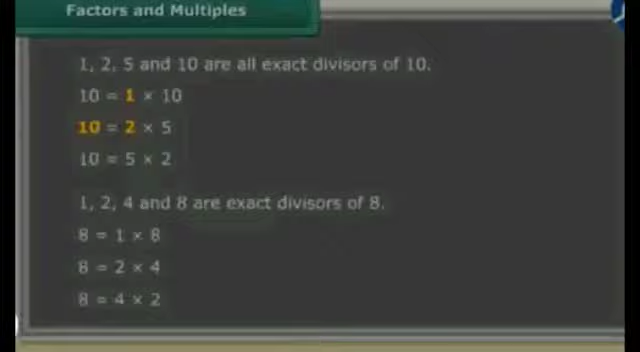 Factors and Multiples
1, 2, 5 and 10 are all exact divisors of 10.
10 = 1 × 10
10 = 2 × 5
10 = 5 × 2
1, 2, 4 and 8 are exact divisors of 8.
8 = 1 × 8
8 = 2 × 4
8 = 4 × 2